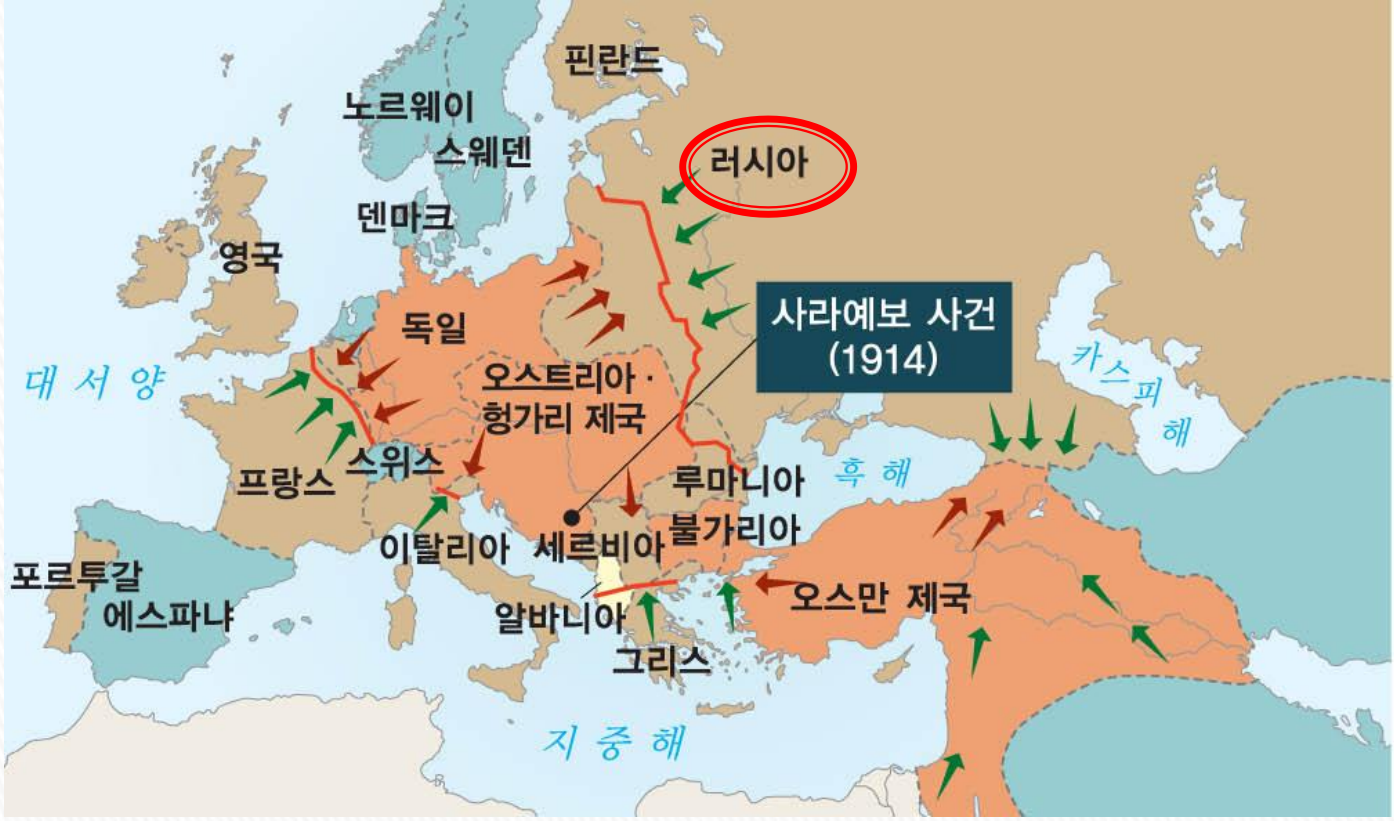 핀란드
노르웨이
스웨덴
러시아
덴마크
영국
사라예보 사건
(1914)
독일
대 서 양
오스트리아·
헝가리 제국
카스피
해
프랑스
스위스
루마니아
흑 해
이탈리아
세르비아
불가리아
포르투갈
에스파냐
알바니아
오스만 제국
그리스
지 중 해